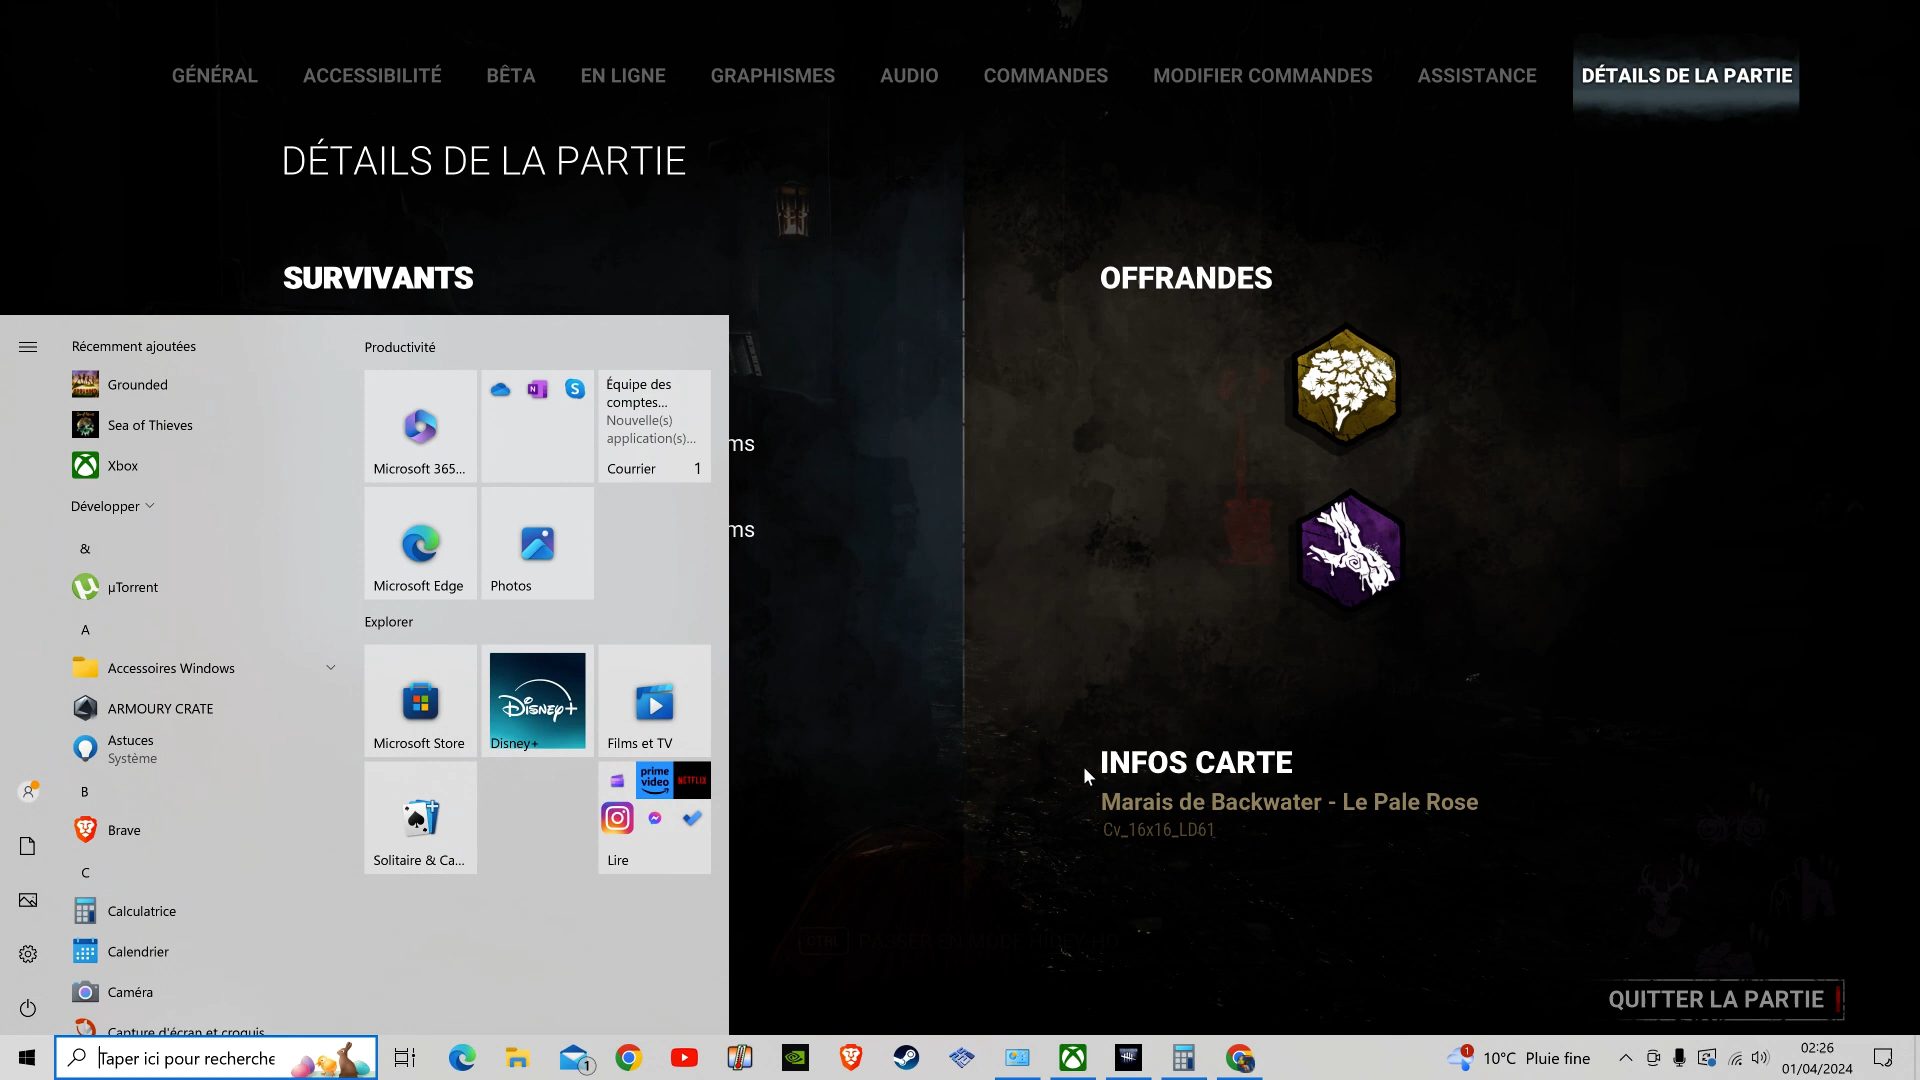 GÉNÉRAL ACCESSIBILITÉ BÊTA EN LIGNE GRAPHISMES AUDIO COMMANDES MODIFIER COMMANDES ASSISTANCE DÉTAILS DE LA PARTIE
DÉTAILS DE LA PARTIE
SURVIVANTS
OFFRANDES
ms
ms
INFOS CARTE
Marais de Backwater - Le Pale Rose
Cv_16x16_LD61
CTRL
QUITTER LA PARTIE
Récemment ajoutées
Grounded
Sea of Thieves
Xbox
Développer
&
µTorrent
A
Accessoires Windows
ARMOURY CRATE
Astuces
Système
B
Brave
C
Calculatrice
Calendrier
Caméra
Capture d'écran et croquis
Productivité
Microsoft 365...
Équipe des
comptes...
Nouvelle(s)
application(s)...
Courrier 1
Microsoft Edge
Photos
Explorer
Microsoft Store
Disney+
Disney+
Films et TV
Solitaire & Ca...
prime
video
NETFLIX
Lire
Taper ici pour recherche
1
1
10°C Pluie fine
02:26
01/04/2024